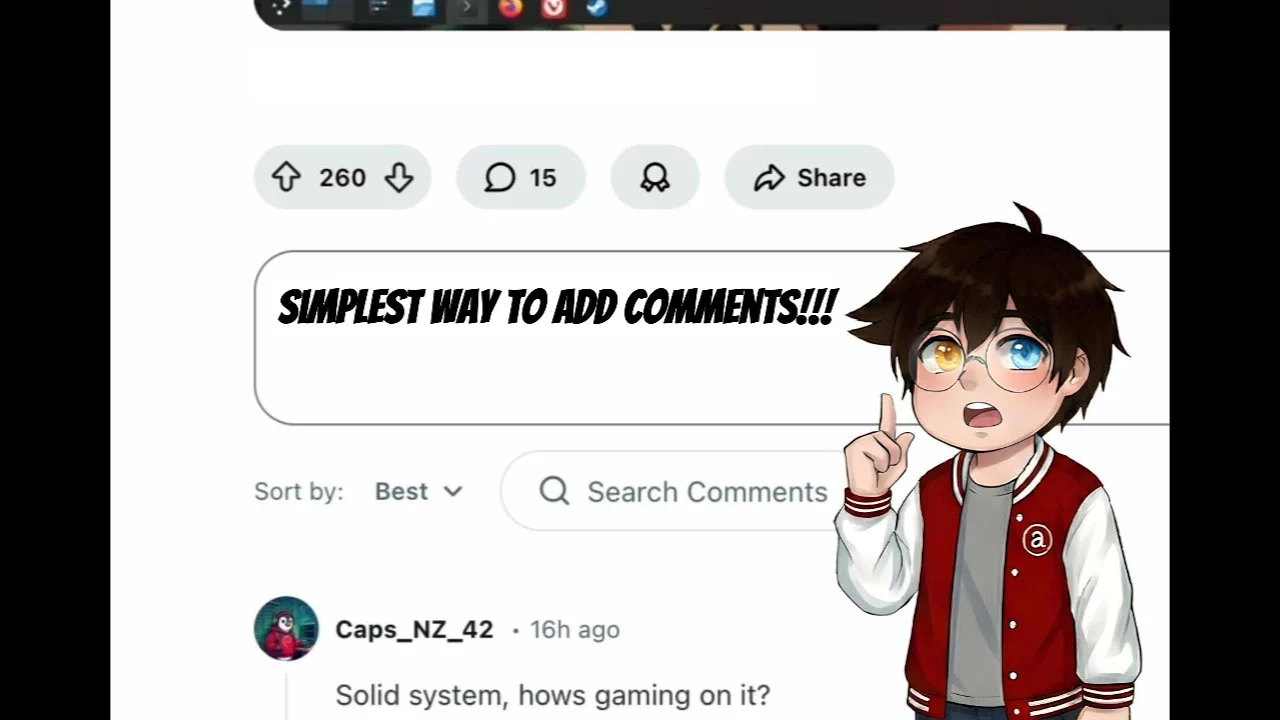 260 15 Share
SIMPLEST WAY TO ADD COMMENTS!!!
Sort by: Best Search Comments
a
Caps_NZ_42 · 16h ago
Solid system, hows gaming on it?